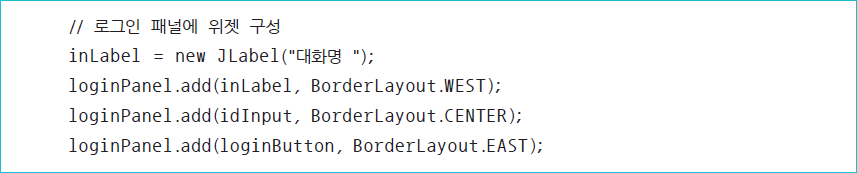 // 로그인 패널에 위젯 구성
inLabel = new JLabel("대화명 ");
loginPanel.add(inLabel, BorderLayout.WEST);
loginPanel.add(idInput, BorderLayout.CENTER);
loginPanel.add(loginButton, BorderLayout.EAST);